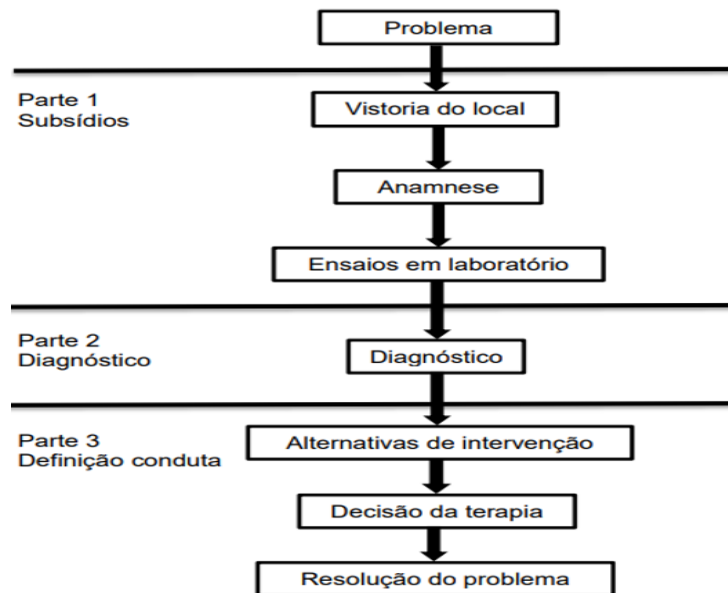 Problema
Parte 1
Subsídios
Vistoria do local
Anamnese
Ensaios em laboratório
Parte 2
Diagnóstico
Diagnóstico
Parte 3
Definição conduta
Alternativas de intervenção
Decisão da terapia
Resolução do problema